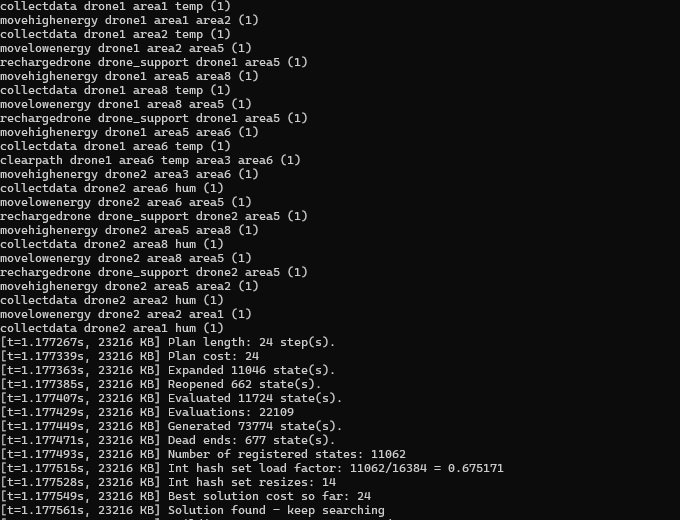 collectdata drone1 area1 temp (1)
movehighenergy drone1 area1 area2 (1)
collectdata drone1 area2 temp (1)
movelowenergy drone1 area2 area5 (1)
rechargedrone drone_support drone1 area5 (1)
movehighenergy drone1 area5 area8 (1)
collectdata drone1 area8 temp (1)
movelowenergy drone1 area8 area5 (1)
rechargedrone drone_support drone1 area5 (1)
movehighenergy drone1 area5 area6 (1)
collectdata drone1 area6 temp (1)
clearpath drone1 area6 temp area3 area6 (1)
movehighenergy drone2 area3 area6 (1)
collectdata drone2 area6 hum (1)
movelowenergy drone2 area6 area5 (1)
rechargedrone drone_support drone2 area5 (1)
movehighenergy drone2 area5 area8 (1)
collectdata drone2 area8 hum (1)
movelowenergy drone2 area8 area5 (1)
rechargedrone drone_support drone2 area5 (1)
movehighenergy drone2 area5 area2 (1)
collectdata drone2 area2 hum (1)
movelowenergy drone2 area2 area1 (1)
collectdata drone2 area1 hum (1)
[t=1.177267s, 23216 KB] Plan length: 24 step(s).
[t=1.177339s, 23216 KB] Plan cost: 24
[t=1.177363s, 23216 KB] Expanded 11046 state(s).
[t=1.177385s, 23216 KB] Reopened 662 state(s).
[t=1.177407s, 23216 KB] Evaluated 11724 state(s).
[t=1.177429s, 23216 KB] Evaluations: 22109
[t=1.177449s, 23216 KB] Generated 73774 state(s).
[t=1.177471s, 23216 KB] Dead ends: 677 state(s).
[t=1.177493s, 23216 KB] Number of registered states: 11062
[t=1.177515s, 23216 KB] Int hash set load factor: 11062/16384 = 0.675171
[t=1.177528s, 23216 KB] Int hash set resizes: 14
[t=1.177549s, 23216 KB] Best solution cost so far: 24
[t=1.177561s, 23216 KB] Solution found - keep searching